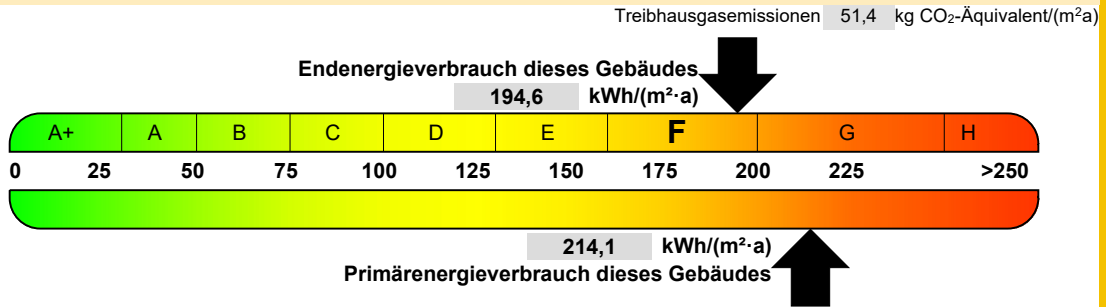 Treibhausgasemissionen 51,4 kg CO₂-Äquivalent/(m²a)
Endenergieverbrauch dieses Gebäudes
194,6 kWh/(m²·a)
A+ A B C D E F G H
0 25 50 75 100 125 150 175 200 225 >250
214,1 kWh/(m²·a)
Primärenergieverbrauch dieses Gebäudes